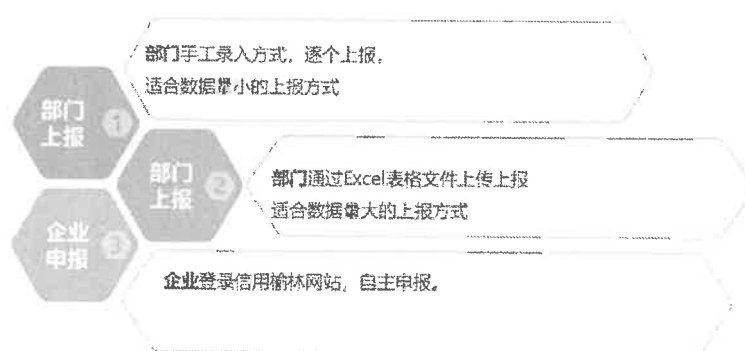 部门
上报
1
部门手工录入方式，逐个上报，
适合数据量小的上报方式
部门
上报
2
部门通过Excel表格文件上传上报
适合数据量大的上报方式
企业
申报
3
企业登录信用榆林网站，自主申报。